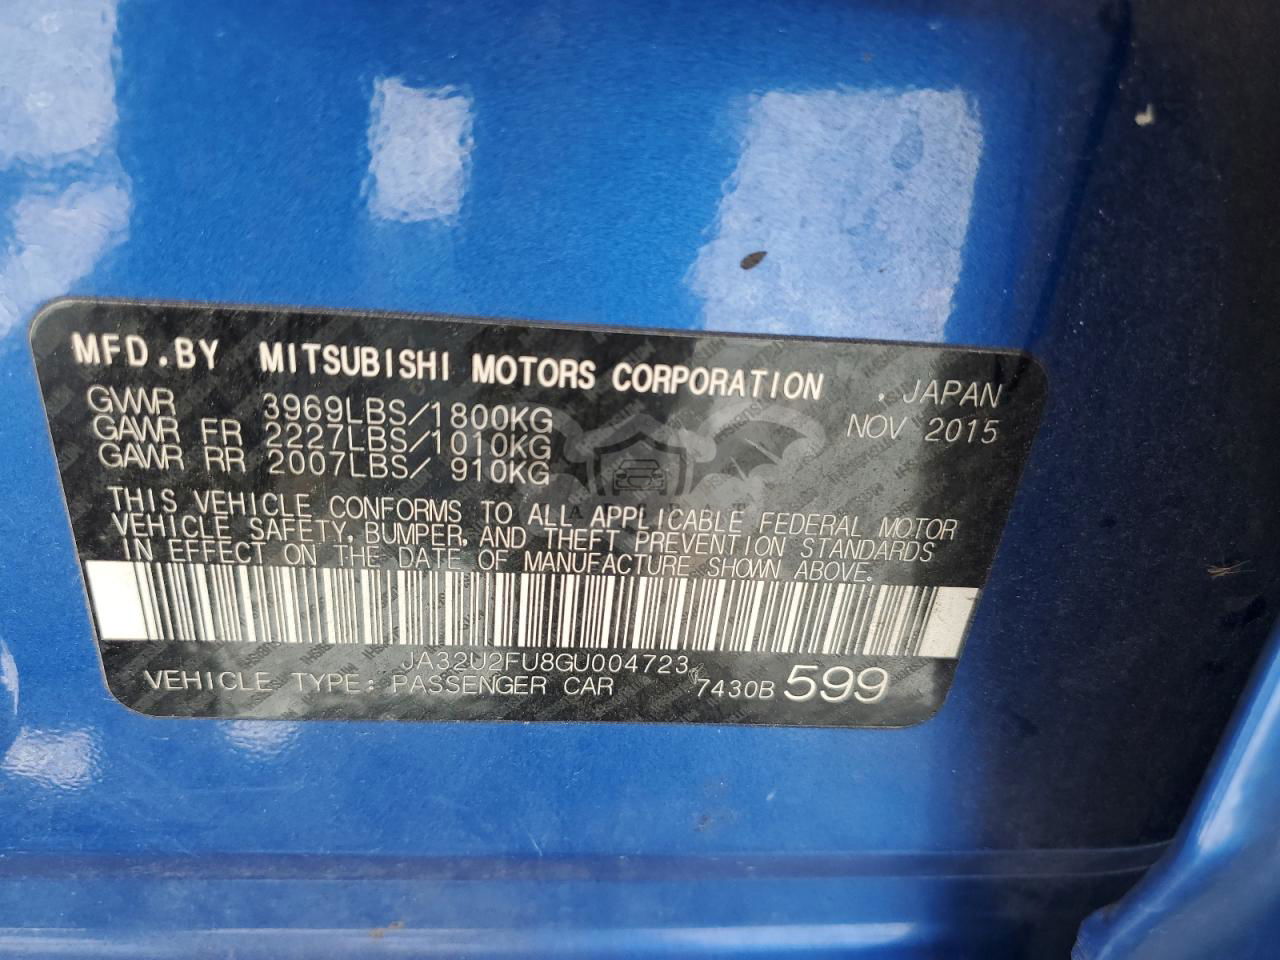 MFD.BY MITSUBISHI MOTORS CORPORATION , JAPAN
GVWR 3969LBS/1800KG NOV 2015
GAWR FR 2227LBS/1010KG
GAWR RR 2007LBS/ 910KG
THIS VEHICLE CONFORMS TO ALL APPLICABLE FEDERAL MOTOR
VEHICLE SAFETY, BUMPER, AND THEFT PREVENTION STANDARDS
IN EFFECT ON THE DATE OF MANUFACTURE SHOWN ABOVE.
JA32U2FU8GU004723
VEHICLE TYPE: PASSENGER CAR 7430B 599